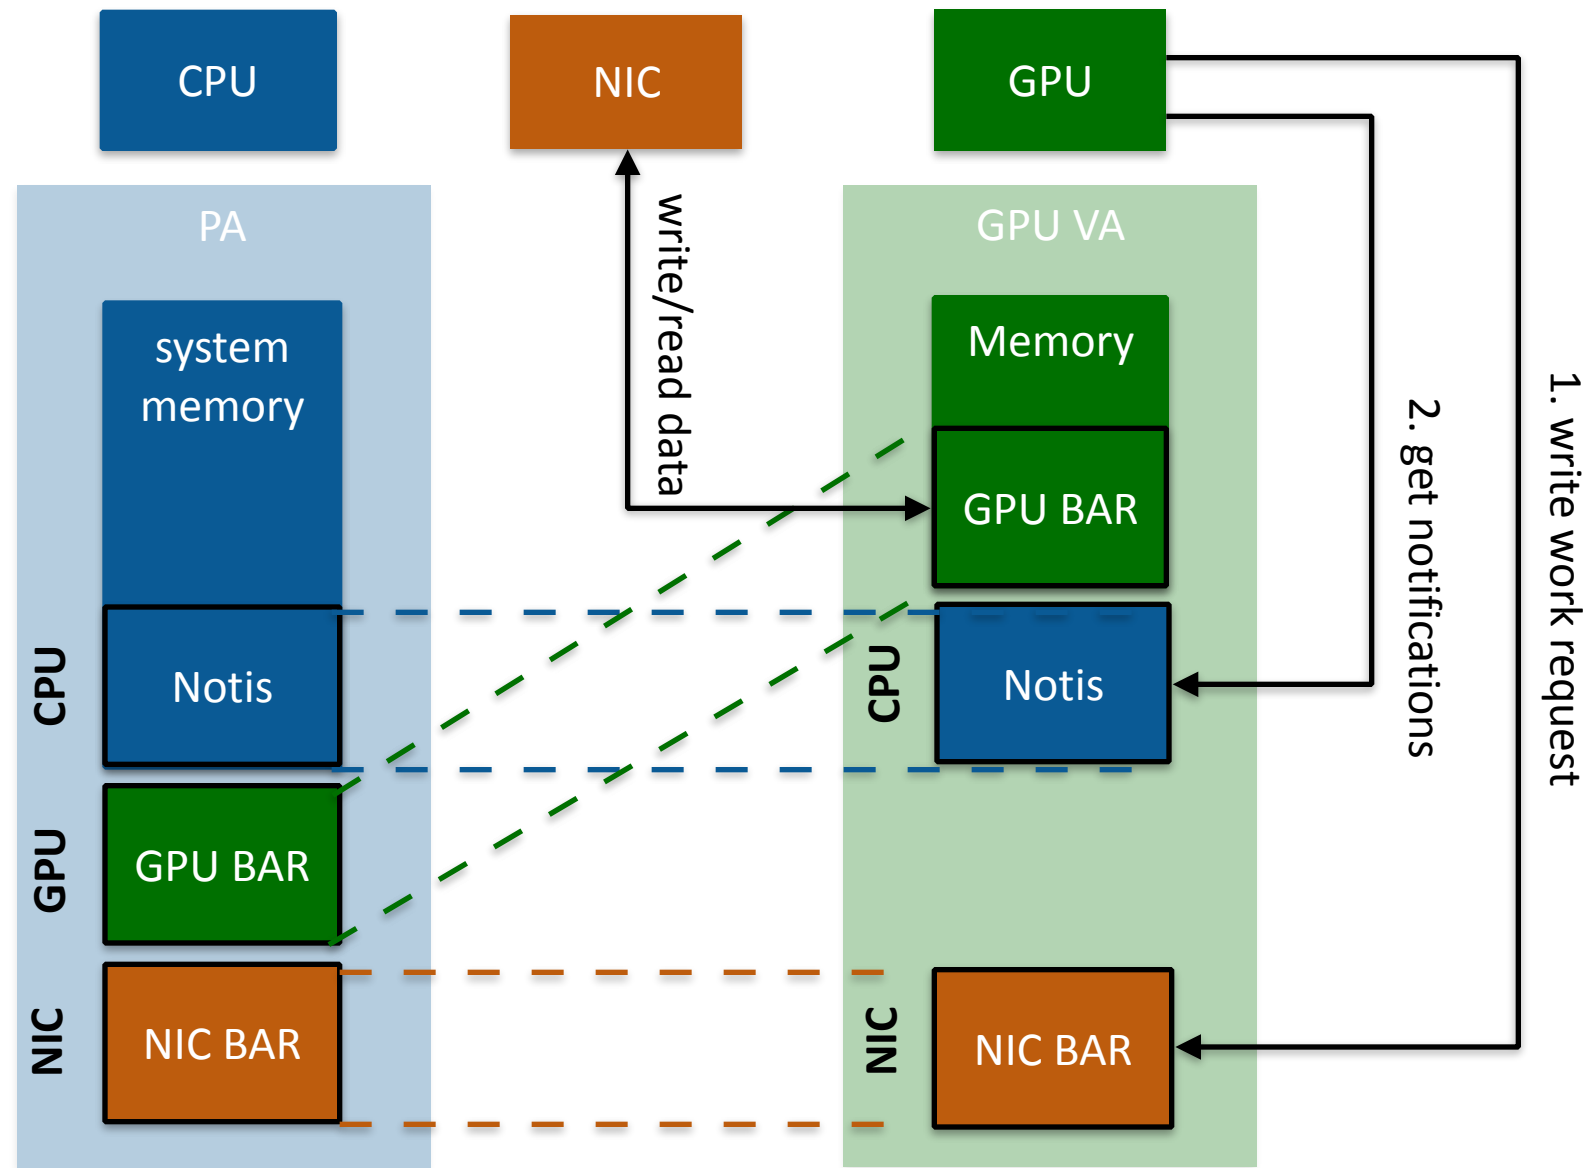 CPU
NIC
GPU
PA
GPU VA
system
memory
Memory
write/read data
GPU BAR
1. write work request
2. get notifications
CPU
Notis
CPU
Notis
GPU
GPU BAR
NIC
NIC BAR
NIC
NIC BAR